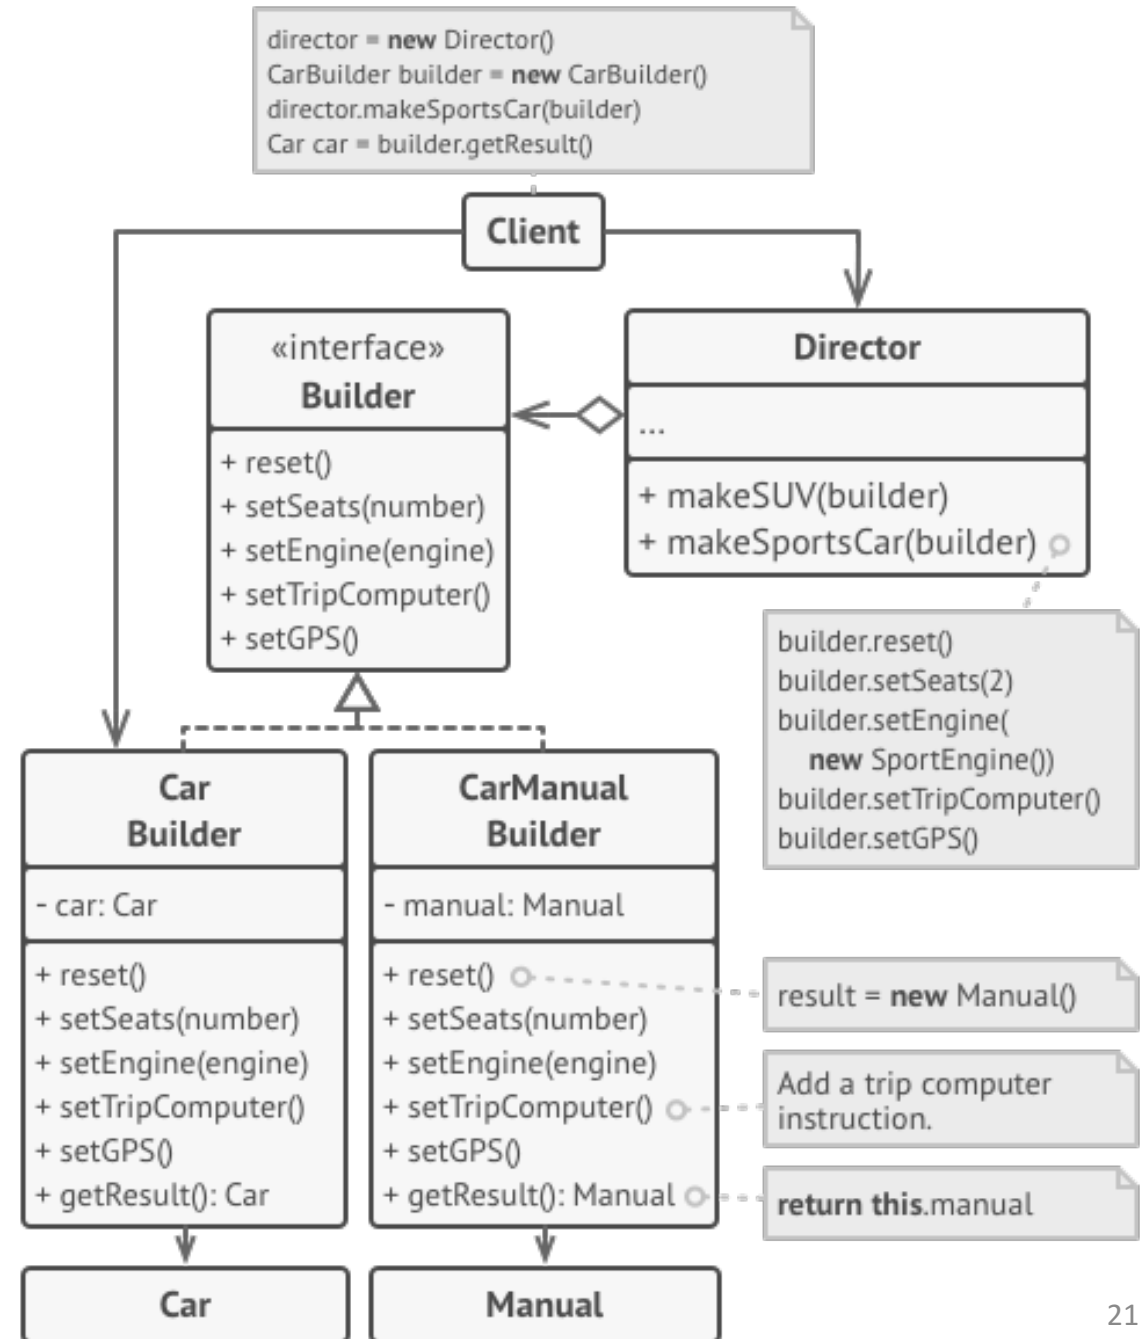 director = new Director()
CarBuilder builder = new CarBuilder()
director.makeSportsCar(builder)
Car car = builder.getResult()
Client
«interface»
Builder
+ reset()
+ setSeats(number)
+ setEngine(engine)
+ setTripComputer()
+ setGPS()
Director
...
+ makeSUV(builder)
+ makeSportsCar(builder)
builder.reset()
builder.setSeats(2)
builder.setEngine(
new SportEngine())
builder.setTripComputer()
builder.setGPS()
Car
Builder
- car: Car
+ reset()
+ setSeats(number)
+ setEngine(engine)
+ setTripComputer()
+ setGPS()
+ getResult(): Car
CarManual
Builder
- manual: Manual
+ reset()
+ setSeats(number)
+ setEngine(engine)
+ setTripComputer()
+ setGPS()
+ getResult(): Manual
result = new Manual()
Add a trip computer
instruction.
return this.manual
Car
Manual
21